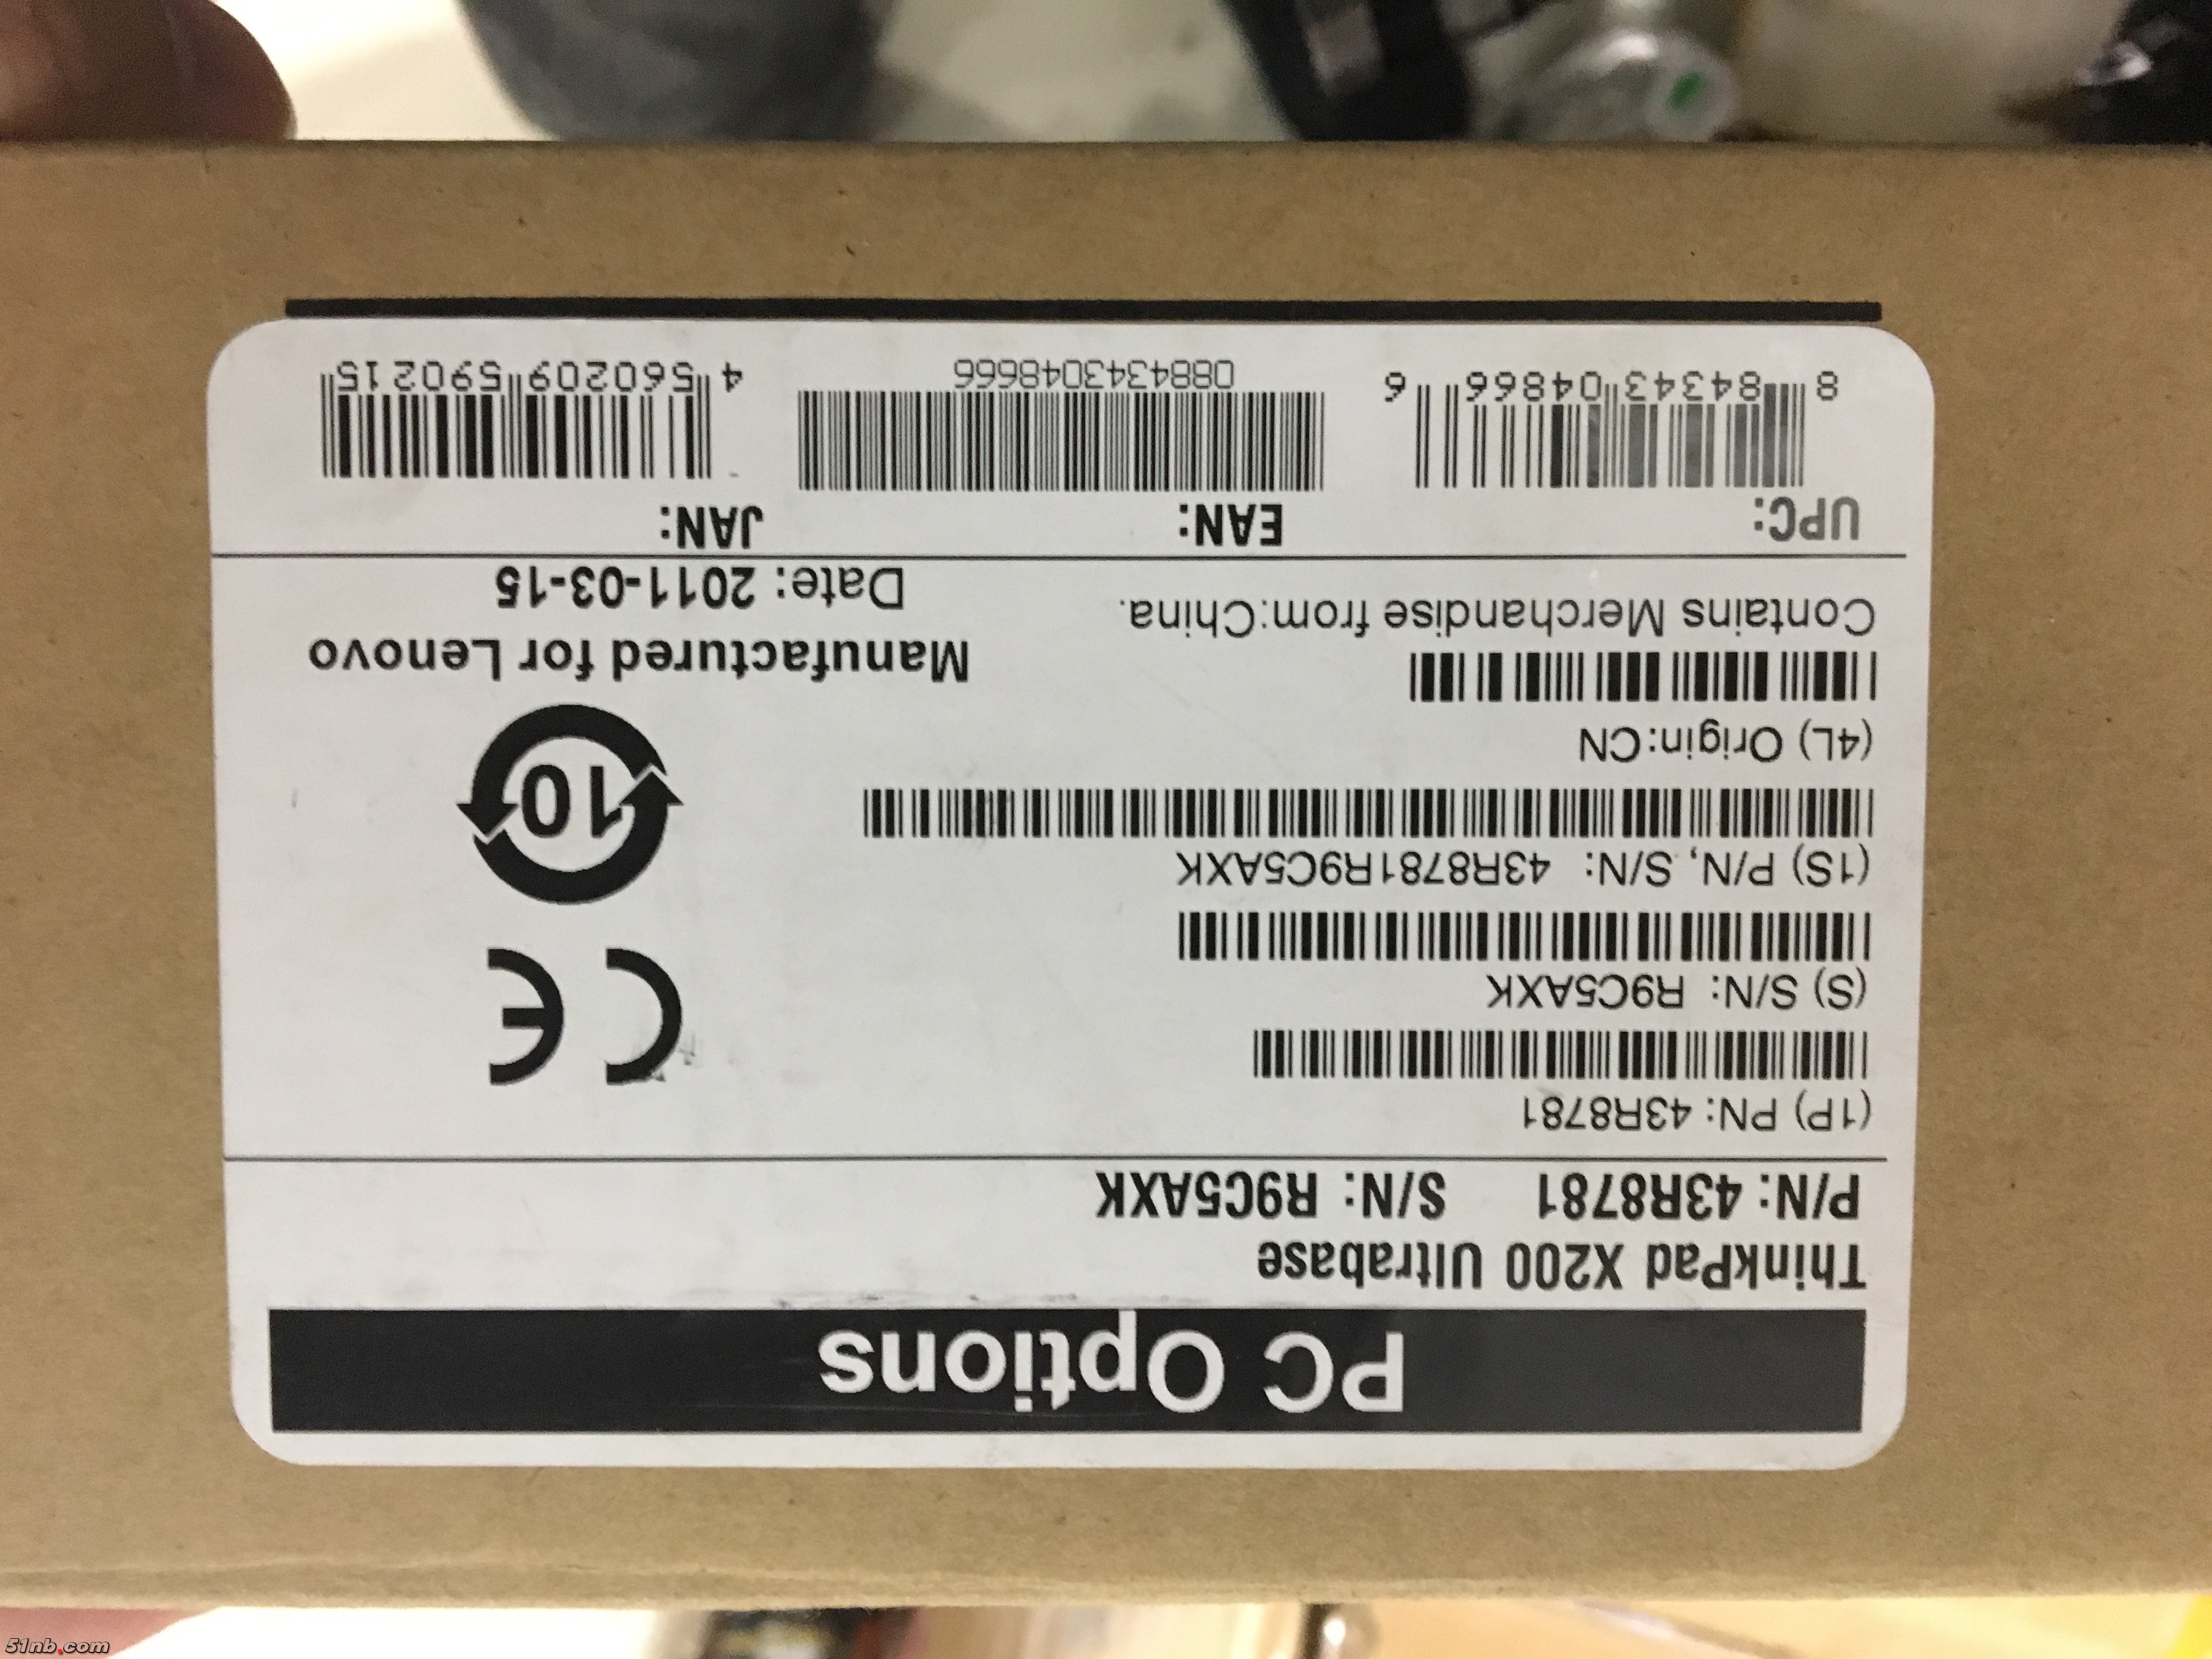 PC Options
ThinkPad X200 Ultrabase
P/N: 43R8781 S/N: R9C5AXK
(1P) PN: 43R8781
(S) S/N: R9C5AXK
(1S) P/N, S/N: 43R8781R9C5AXK
(4L) Origin:CN
Contains Merchandise from:China.
CE
10
Manufactured for Lenovo
Date: 2011-03-15
UPC:
8 84343 04866 6
EAN:
0884343048666
JAN:
4 560209 590215
51nb.com